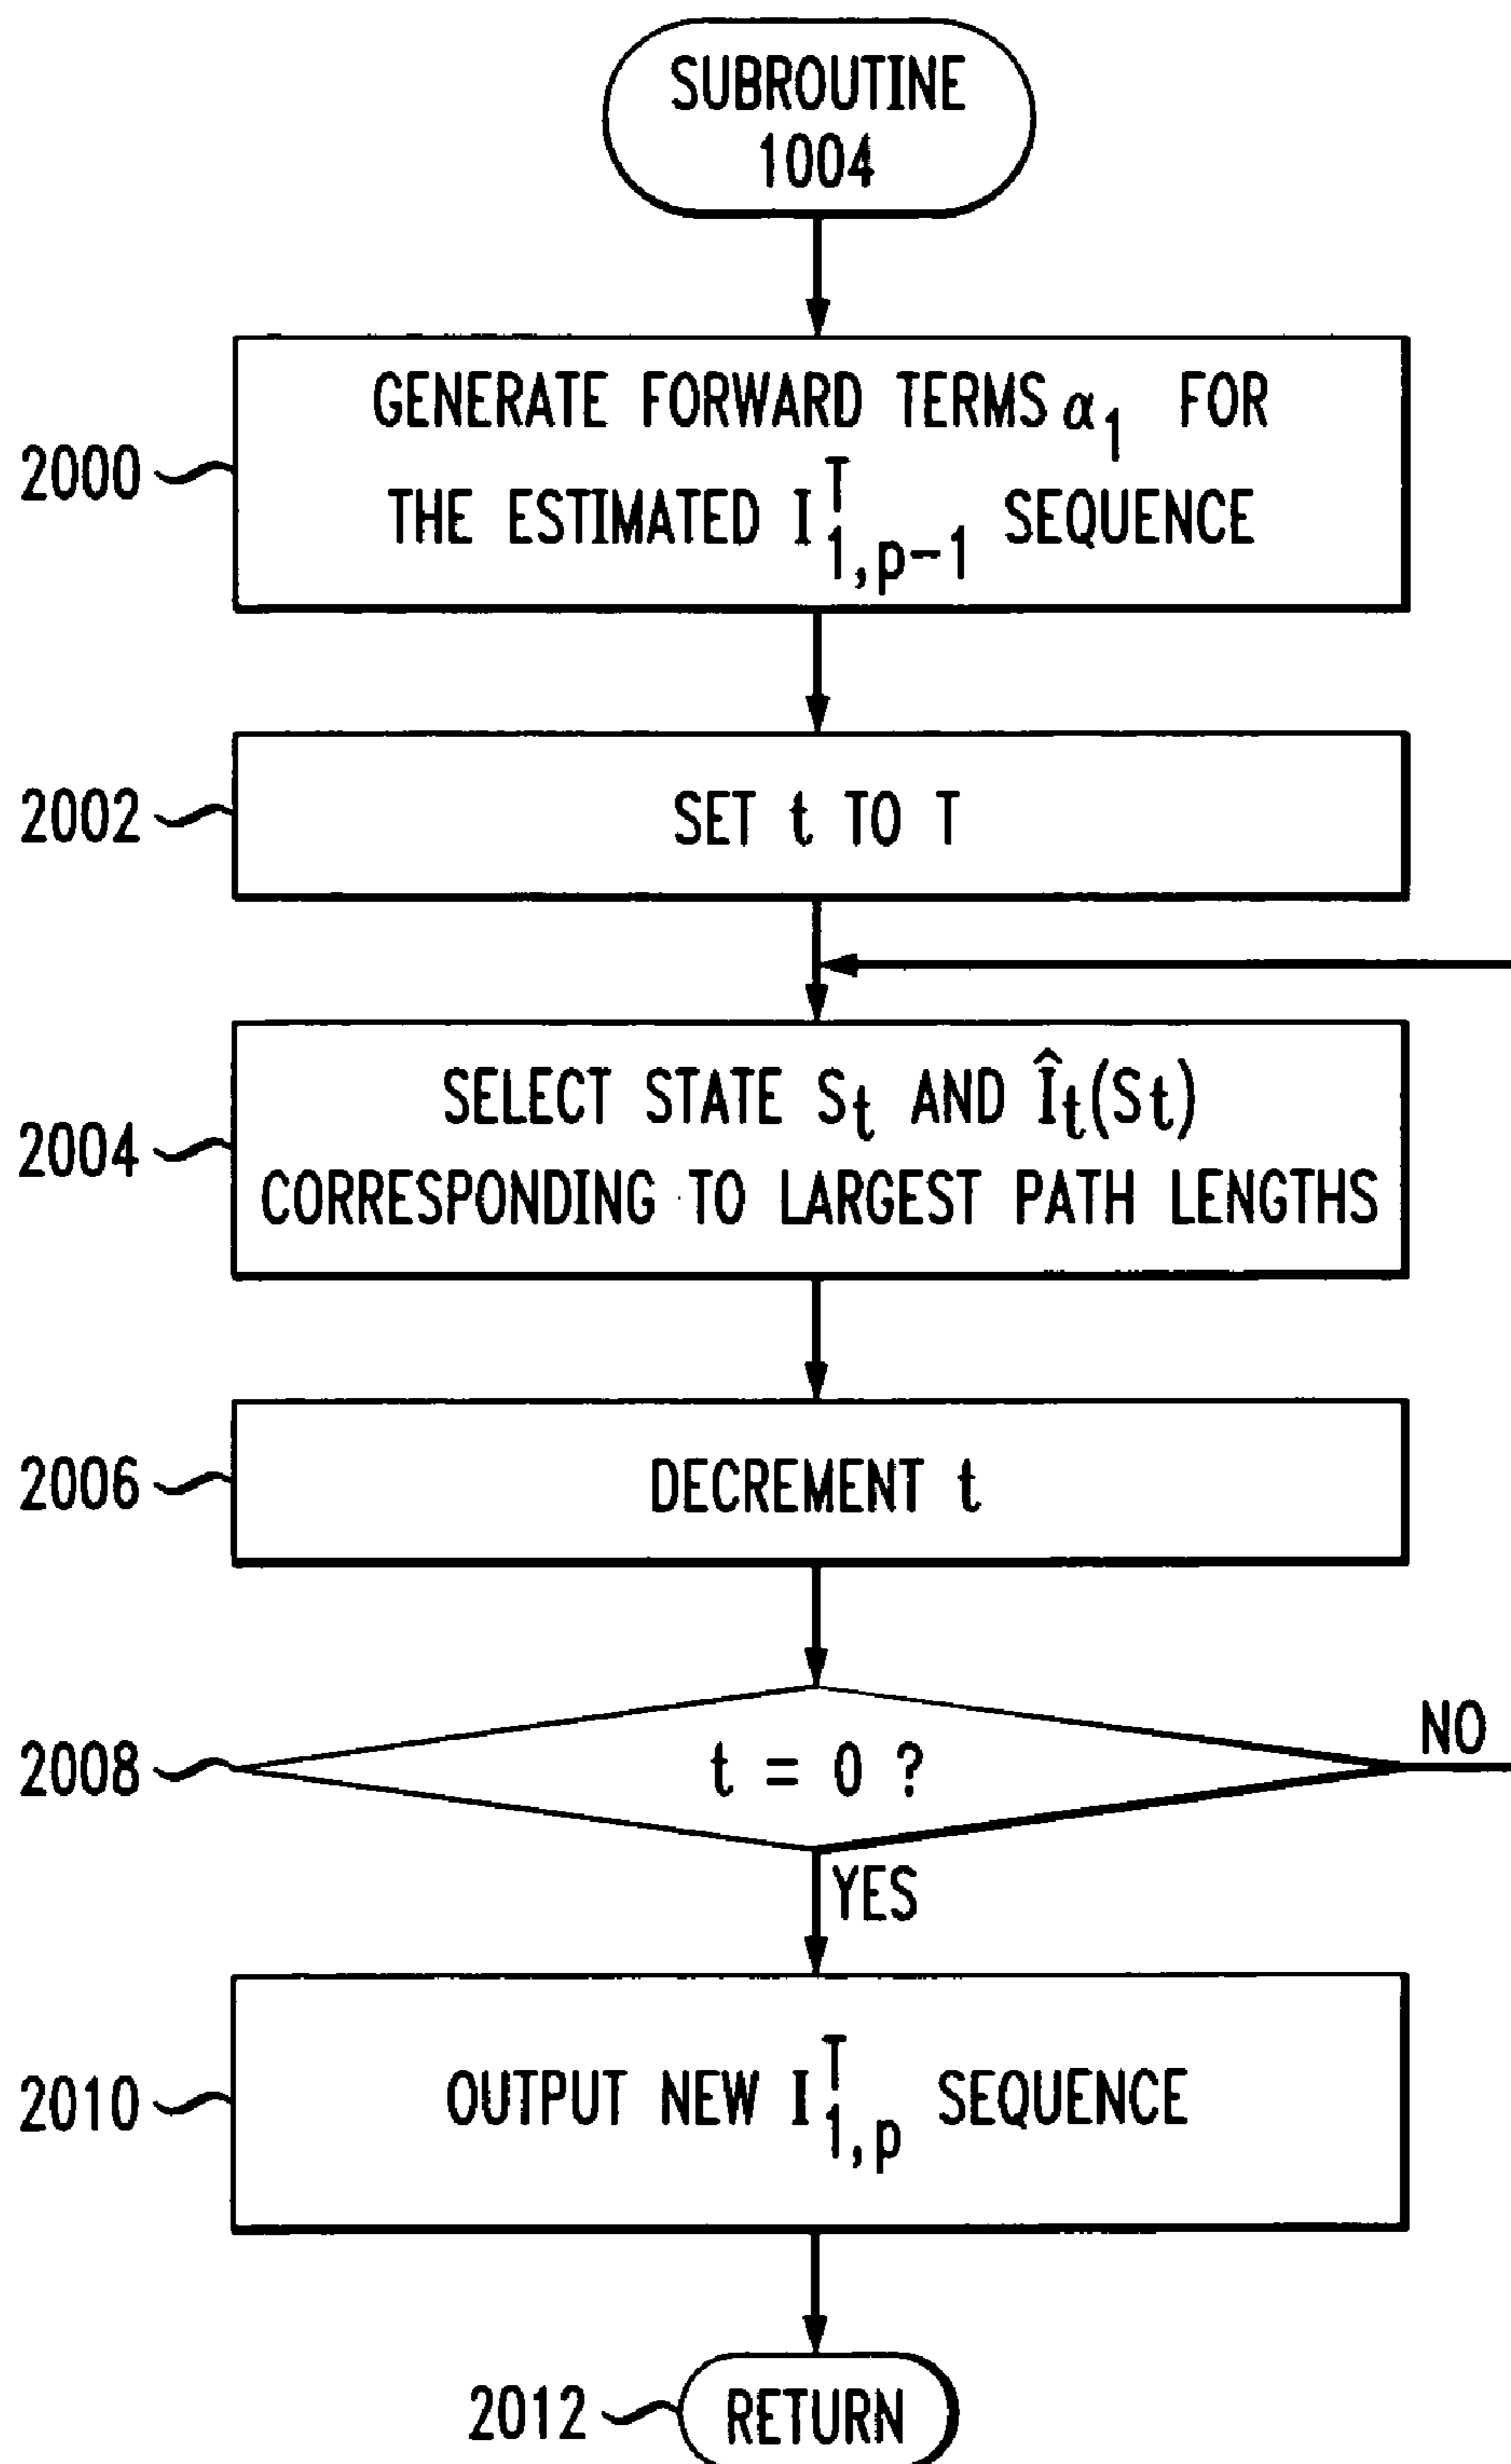 SUBROUTINE
1004
2000
GENERATE FORWARD TERMS α₁ FOR
THE ESTIMATED I^T_{1,p-1} SEQUENCE
2002
SET t TO T
2004
SELECT STATE St AND Ît(St)
CORRESPONDING TO LARGEST PATH LENGTHS
2006
DECREMENT t
2008
t = 0 ?
NO
YES
2010
OUTPUT NEW I^T_{1,p} SEQUENCE
2012
RETURN